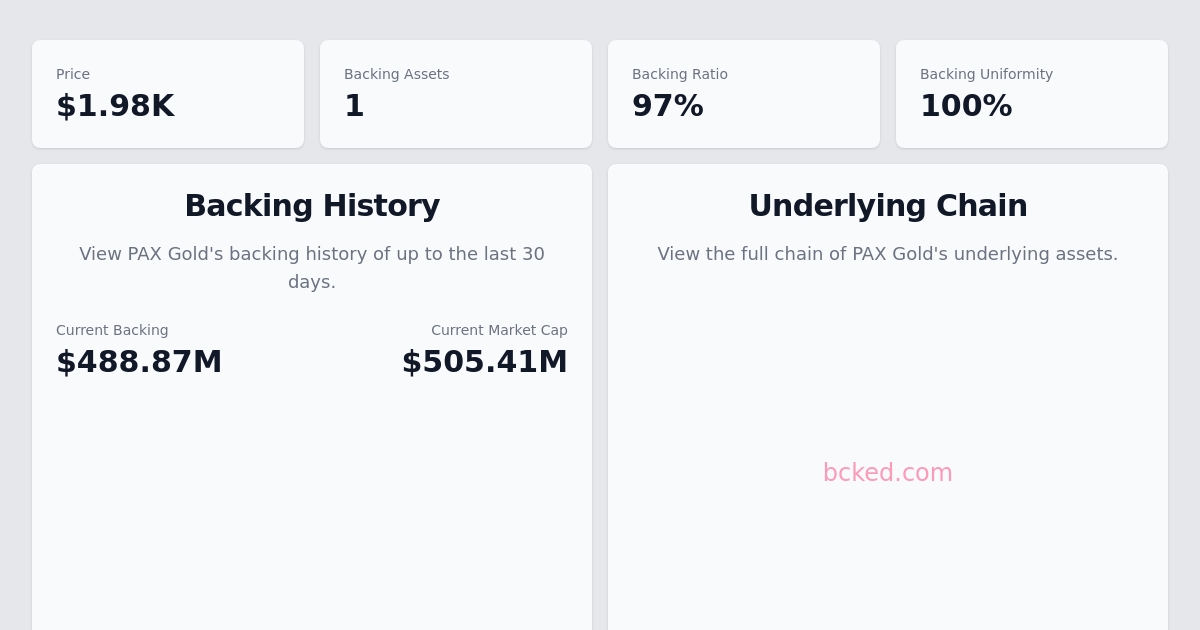 Price
$1.98K
Backing Assets
1
Backing Ratio
97%
Backing Uniformity
100%
Backing History
View PAX Gold's backing history of up to the last 30
days.
Current Backing
$488.87M
Current Market Cap
$505.41M
Underlying Chain
View the full chain of PAX Gold's underlying assets.
bcked.com